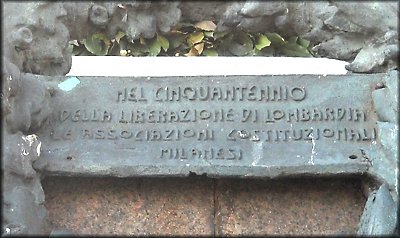 NEL CINQUANTENNIO
DELLA LIBERAZIONE DI LOMBARDIA
LE ASSOCIAZIONI COSTITUZIONALI
MILANESI